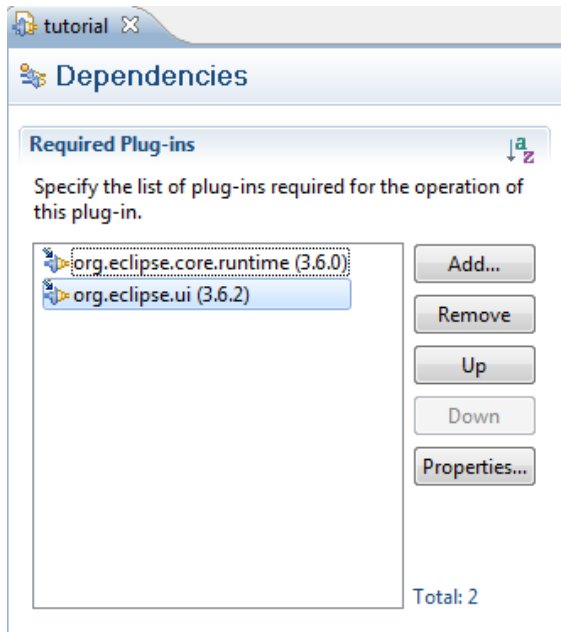 tutorial
Dependencies
Required Plug-ins
a
z
Specify the list of plug-ins required for the operation of
this plug-in.
org.eclipse.core.runtime (3.6.0)
org.eclipse.ui (3.6.2)
Add...
Remove
Up
Down
Properties...
Total: 2